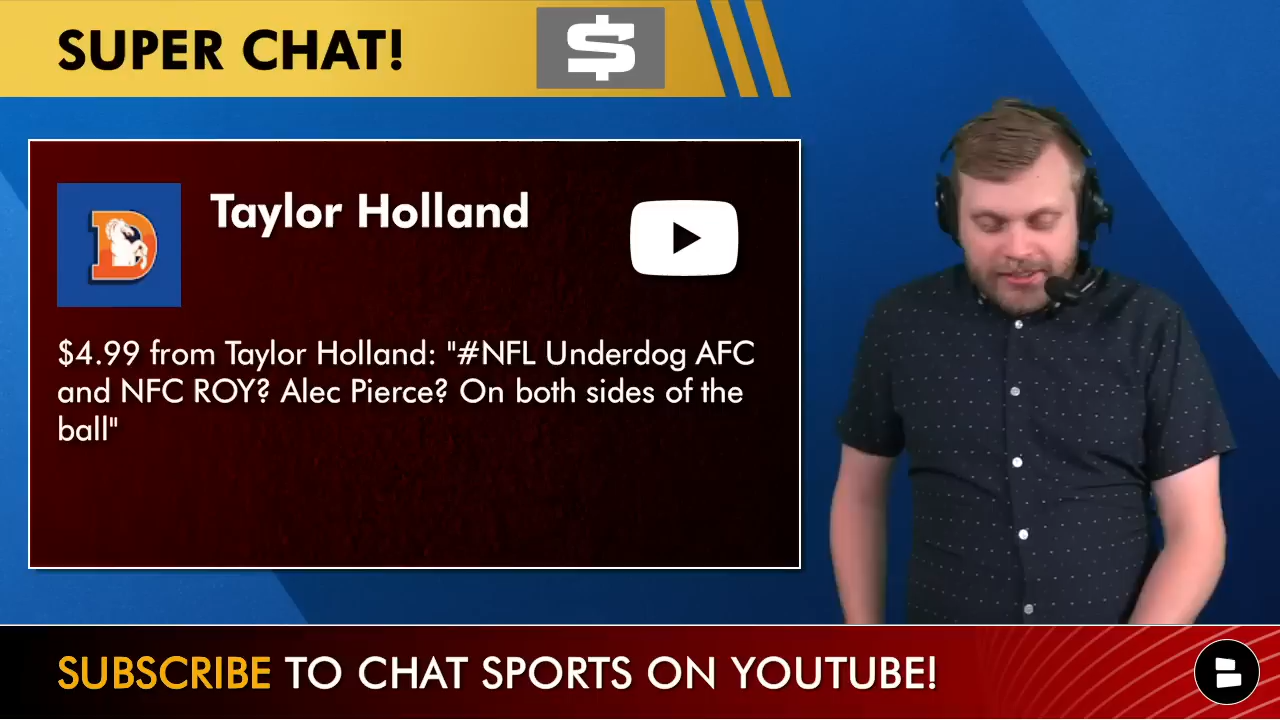 SUPER CHAT!
$
Taylor Holland
D
$4.99 from Taylor Holland: "#NFL Underdog AFC
and NFC ROY? Alec Pierce? On both sides of the
ball"
SUBSCRIBE TO CHAT SPORTS ON YOUTUBE!